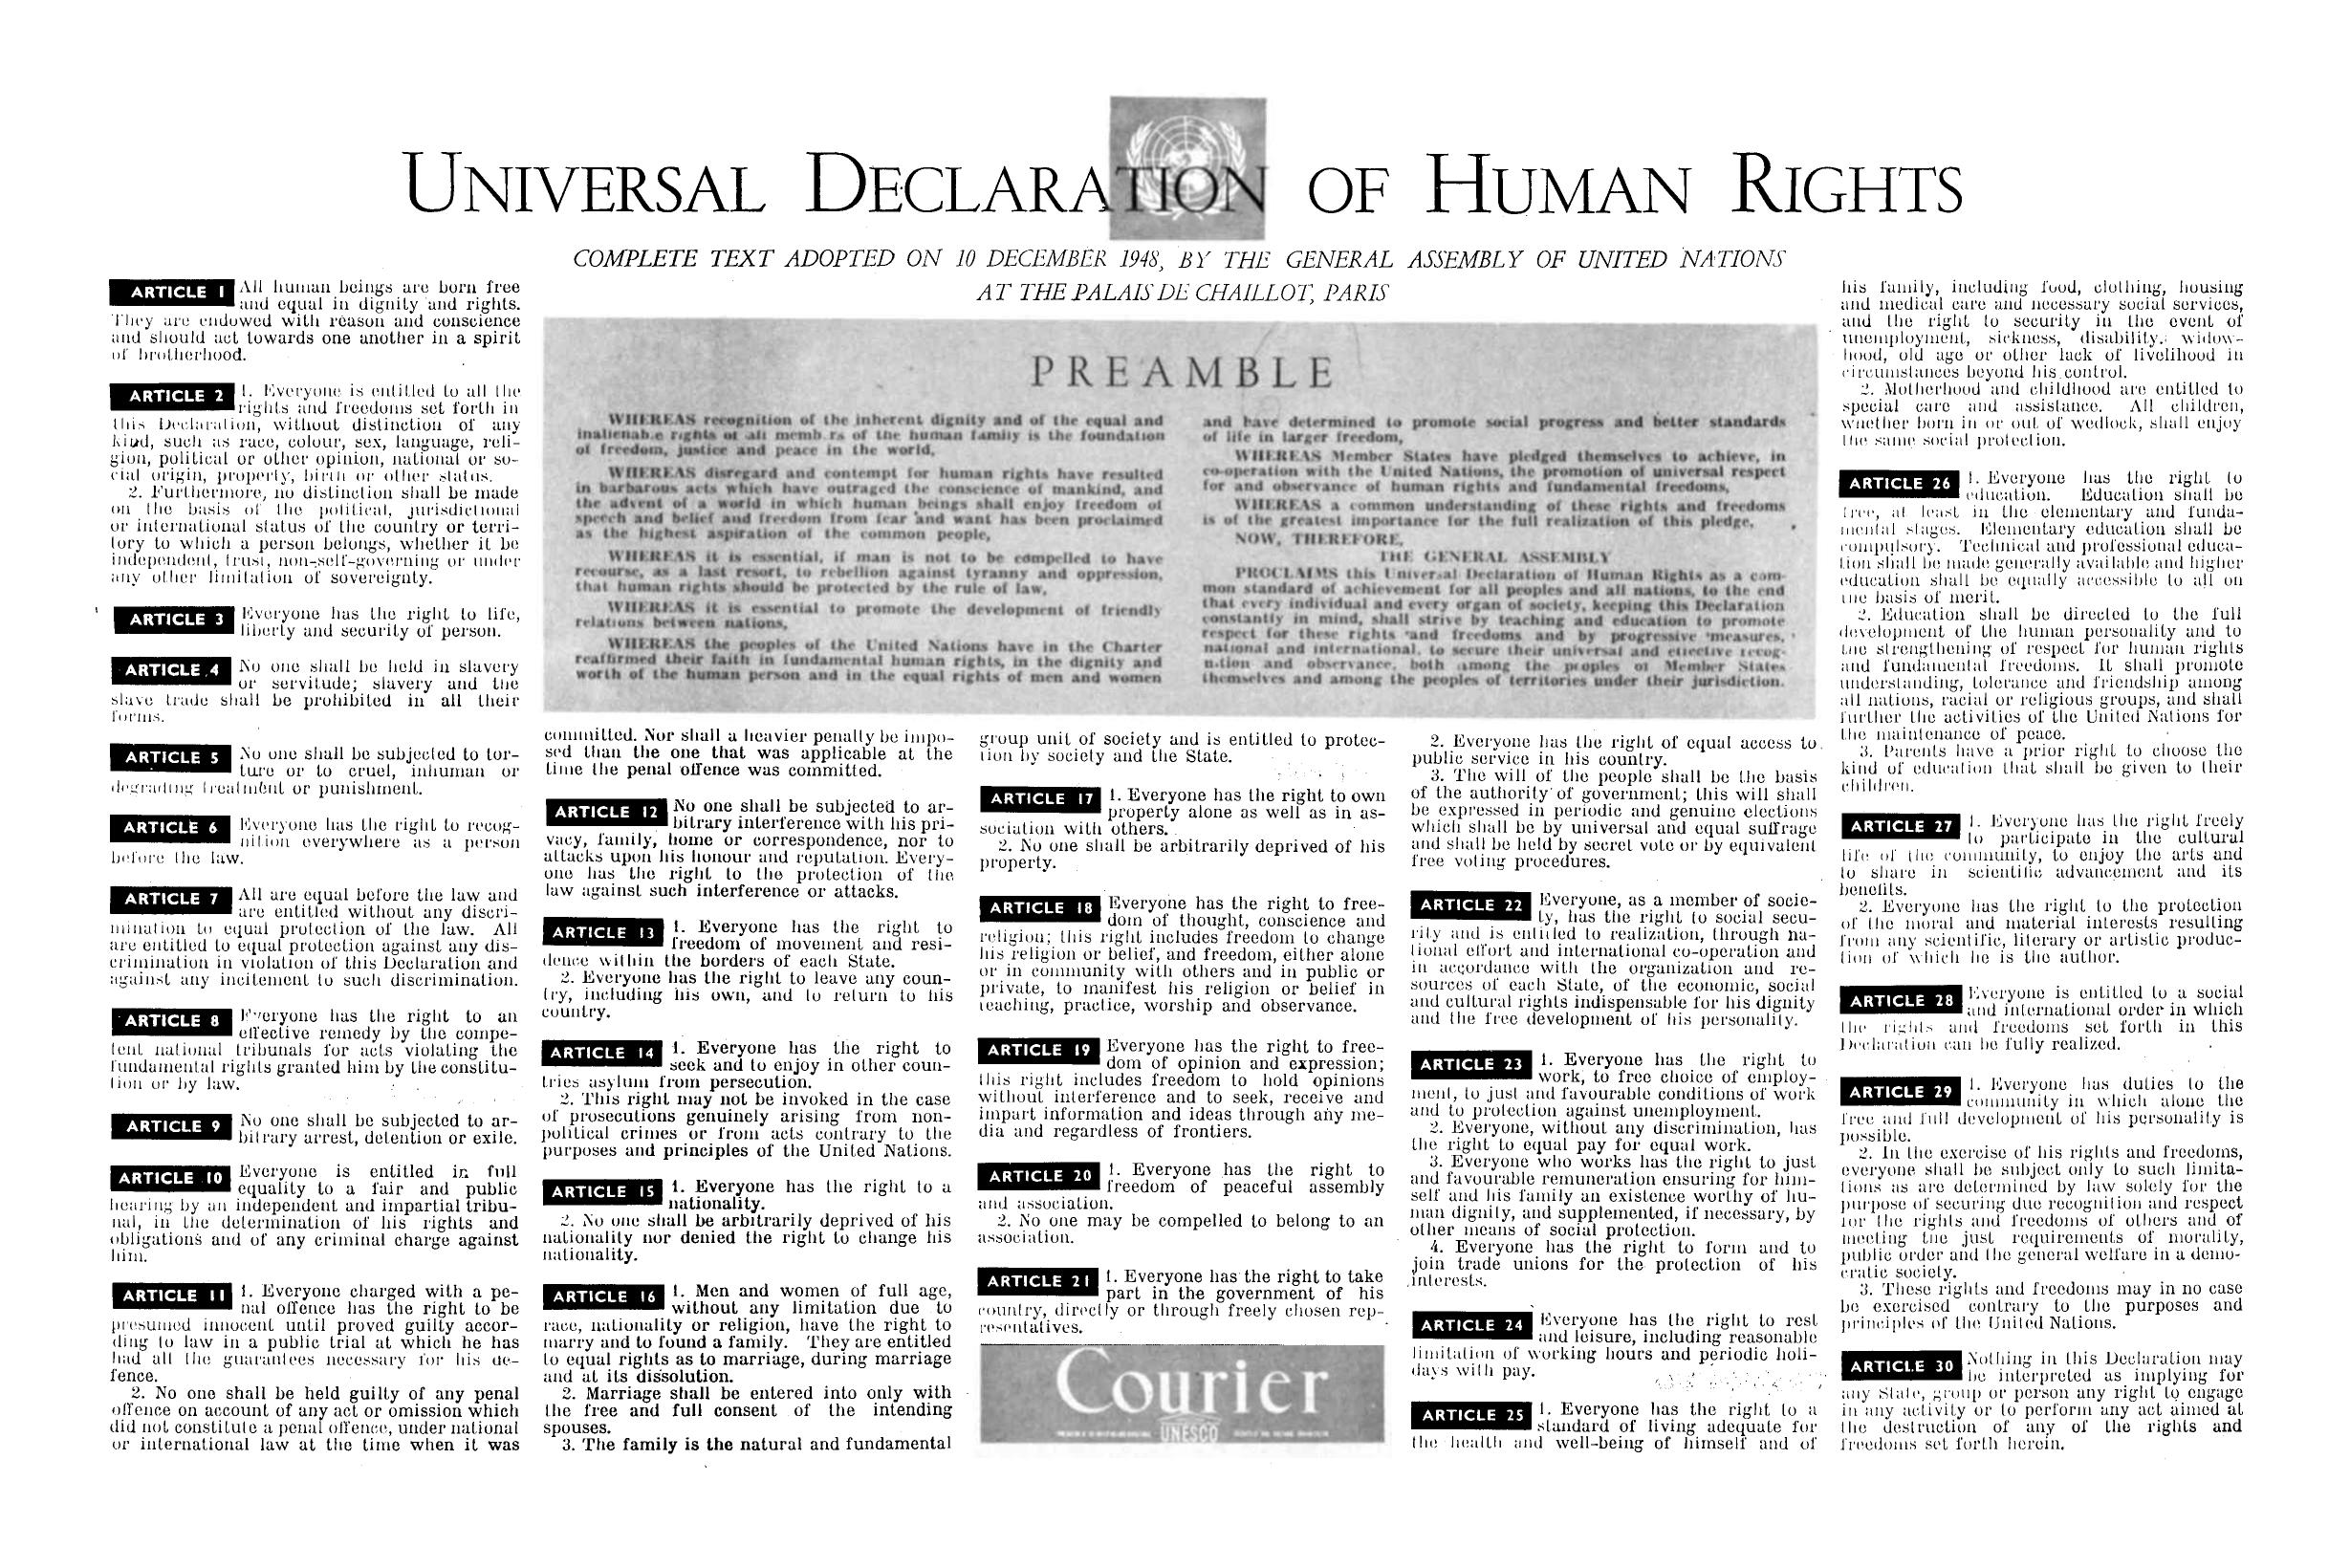 UNIVERSAL DECLARATION OF HUMAN RIGHTS
COMPLETE TEXT ADOPTED ON 10 DECEMBER 1948, BY THE GENERAL ASSEMBLY OF UNITED NATIONS
AT THE PALAIS DE CHAILLOT, PARIS
PREAMBLE
WHEREAS recognition of the inherent dignity and of the equal and
inalienable rights of all members of the human family is the foundation
of freedom, justice and peace in the world,
WHEREAS disregard and contempt for human rights have resulted
in barbarous acts which have outraged the conscience of mankind, and
the advent of a world in which human beings shall enjoy freedom of
speech and belief and freedom from fear and want has been proclaimed
as the highest aspiration of the common people,
WHEREAS it is essential, if man is not to be compelled to have
recourse, as a last resort, to rebellion against tyranny and oppression,
that human rights should be protected by the rule of law,
WHEREAS it is essential to promote the development of friendly
relations between nations,
WHEREAS the peoples of the United Nations have in the Charter
reaffirmed their faith in fundamental human rights, in the dignity and
worth of the human person and in the equal rights of men and women
and have determined to promote social progress and better standards
of life in larger freedom,
WHEREAS Member States have pledged themselves to achieve, in
co-operation with the United Nations, the promotion of universal respect
for and observance of human rights and fundamental freedoms,
WHEREAS a common understanding of these rights and freedoms
is of the greatest importance for the full realization of this pledge,
NOW, THEREFORE,
THE GENERAL ASSEMBLY
PROCLAIMS this Universal Declaration of Human Rights as a com-
mon standard of achievement for all peoples and all nations, to the end
that every individual and every organ of society, keeping this Declaration
constantly in mind, shall strive by teaching and education to promote
respect for these rights and freedoms and by progressive measures,
national and international, to secure their universal and effective recog-
nition and observance, both among the peoples of Member States
themselves and among the peoples of territories under their jurisdiction.
ARTICLE 1 All human beings are born free
and equal in dignity and rights.
They are endowed with reason and conscience
and should act towards one another in a spirit
of brotherhood.
ARTICLE 2 1. Everyone is entitled to all the
rights and freedoms set forth in
this Declaration, without distinction of any
kind, such as race, colour, sex, language, reli-
gion, political or other opinion, national or so-
cial origin, property, birth or other status.
2. Furthermore, no distinction shall be made
on the basis of the political, jurisdictional
or international status of the country or terri-
tory to which a person belongs, whether it be
independent, trust, non-self-governing or under
any other limitation of sovereignty.
ARTICLE 3 Everyone has the right to life,
liberty and security of person.
ARTICLE 4 No one shall be held in slavery
or servitude; slavery and the
slave trade shall be prohibited in all their
forms.
ARTICLE 5 No one shall be subjected to tor-
ture or to cruel, inhuman or
degrading treatment or punishment.
ARTICLE 6 Everyone has the right to recog-
nition everywhere as a person
before the law.
ARTICLE 7 All are equal before the law and
are entitled without any discri-
mination to equal protection of the law. All
are entitled to equal protection against any dis-
crimination in violation of this Declaration and
against any incitement to such discrimination.
ARTICLE 8 Everyone has the right to an
effective remedy by the compe-
tent national tribunals for acts violating the
fundamental rights granted him by the constitu-
tion or by law.
ARTICLE 9 No one shall be subjected to ar-
bitrary arrest, detention or exile.
ARTICLE 10 Everyone is entitled in full
equality to a fair and public
hearing by an independent and impartial tribu-
nal, in the determination of his rights and
obligations and of any criminal charge against
him.
ARTICLE 11 1. Everyone charged with a pe-
nal offence has the right to be
presumed innocent until proved guilty accor-
ding to law in a public trial at which he has
had all the guarantees necessary for his de-
fence.
2. No one shall be held guilty of any penal
offence on account of any act or omission which
did not constitute a penal offence, under national
or international law at the time when it was
committed. Nor shall a heavier penalty be impo-
sed than the one that was applicable at the
time the penal offence was committed.
ARTICLE 12 No one shall be subjected to ar-
bitrary interference with his pri-
vacy, family, home or correspondence, nor to
attacks upon his honour and reputation. Every-
one has the right to the protection of the
law against such interference or attacks.
ARTICLE 13 1. Everyone has the right to
freedom of movement and resi-
dence within the borders of each State.
2. Everyone has the right to leave any coun-
try, including his own, and to return to his
country.
ARTICLE 14 1. Everyone has the right to
seek and to enjoy in other coun-
tries asylum from persecution.
2. This right may not be invoked in the case
of prosecutions genuinely arising from non-
political crimes or from acts contrary to the
purposes and principles of the United Nations.
ARTICLE 15 1. Everyone has the right to a
nationality.
2. No one shall be arbitrarily deprived of his
nationality nor denied the right to change his
nationality.
ARTICLE 16 1. Men and women of full age,
without any limitation due to
race, nationality or religion, have the right to
marry and to found a family. They are entitled
to equal rights as to marriage, during marriage
and at its dissolution.
2. Marriage shall be entered into only with
the free and full consent of the intending
spouses.
3. The family is the natural and fundamental
group unit of society and is entitled to protec-
tion by society and the State.
ARTICLE 17 1. Everyone has the right to own
property alone as well as in as-
sociation with others.
2. No one shall be arbitrarily deprived of his
property.
ARTICLE 18 Everyone has the right to free-
dom of thought, conscience and
religion; this right includes freedom to change
his religion or belief, and freedom, either alone
or in community with others and in public or
private, to manifest his religion or belief in
teaching, practice, worship and observance.
ARTICLE 19 Everyone has the right to free-
dom of opinion and expression;
this right includes freedom to hold opinions
without interference and to seek, receive and
impart information and ideas through any me-
dia and regardless of frontiers.
ARTICLE 20 1. Everyone has the right to
freedom of peaceful assembly
and association.
2. No one may be compelled to belong to an
association.
ARTICLE 21 1. Everyone has the right to take
part in the government of his
country, directly or through freely chosen rep-
resentatives.
Courier
UNESCO
2. Everyone has the right of equal access to
public service in his country.
3. The will of the people shall be the basis
of the authority of government; this will shall
be expressed in periodic and genuine elections
which shall be by universal and equal suffrage
and shall be held by secret vote or by equivalent
free voting procedures.
ARTICLE 22 Everyone, as a member of socie-
ty, has the right to social secu-
rity and is entitled to realization, through na-
tional effort and international co-operation and
in accordance with the organization and re-
sources of each State, of the economic, social
and cultural rights indispensable for his dignity
and the free development of his personality.
ARTICLE 23 1. Everyone has the right to
work, to free choice of employ-
ment, to just and favourable conditions of work
and to protection against unemployment.
2. Everyone, without any discrimination, has
the right to equal pay for equal work.
3. Everyone who works has the right to just
and favourable remuneration ensuring for him-
self and his family an existence worthy of hu-
man dignity, and supplemented, if necessary, by
other means of social protection.
4. Everyone has the right to form and to
join trade unions for the protection of his
interests.
ARTICLE 24 Everyone has the right to rest
and leisure, including reasonable
limitation of working hours and periodic holi-
days with pay.
ARTICLE 25 1. Everyone has the right to a
standard of living adequate for
the health and well-being of himself and of
his family, including food, clothing, housing
and medical care and necessary social services,
and the right to security in the event of
unemployment, sickness, disability, widow-
hood, old age or other lack of livelihood in
circumstances beyond his control.
2. Motherhood and childhood are entitled to
special care and assistance. All children,
whether born in or out of wedlock, shall enjoy
the same social protection.
ARTICLE 26 1. Everyone has the right to
education. Education shall be
free, at least in the elementary and funda-
mental stages. Elementary education shall be
compulsory. Technical and professional educa-
tion shall be made generally available and higher
education shall be equally accessible to all on
the basis of merit.
2. Education shall be directed to the full
development of the human personality and to
the strengthening of respect for human rights
and fundamental freedoms. It shall promote
understanding, tolerance and friendship among
all nations, racial or religious groups, and shall
further the activities of the United Nations for
the maintenance of peace.
3. Parents have a prior right to choose the
kind of education that shall be given to their
children.
ARTICLE 27 1. Everyone has the right freely
to participate in the cultural
life of the community, to enjoy the arts and
to share in scientific advancement and its
benefits.
2. Everyone has the right to the protection
of the moral and material interests resulting
from any scientific, literary or artistic produc-
tion of which he is the author.
ARTICLE 28 Everyone is entitled to a social
and international order in which
the rights and freedoms set forth in this
Declaration can be fully realized.
ARTICLE 29 1. Everyone has duties to the
community in which alone the
free and full development of his personality is
possible.
2. In the exercise of his rights and freedoms,
everyone shall be subject only to such limita-
tions as are determined by law solely for the
purpose of securing due recognition and respect
for the rights and freedoms of others and of
meeting the just requirements of morality,
public order and the general welfare in a demo-
cratic society.
3. These rights and freedoms may in no case
be exercised contrary to the purposes and
principles of the United Nations.
ARTICLE 30 Nothing in this Declaration may
be interpreted as implying for
any State, group or person any right to engage
in any activity or to perform any act aimed at
the destruction of any of the rights and
freedoms set forth herein.